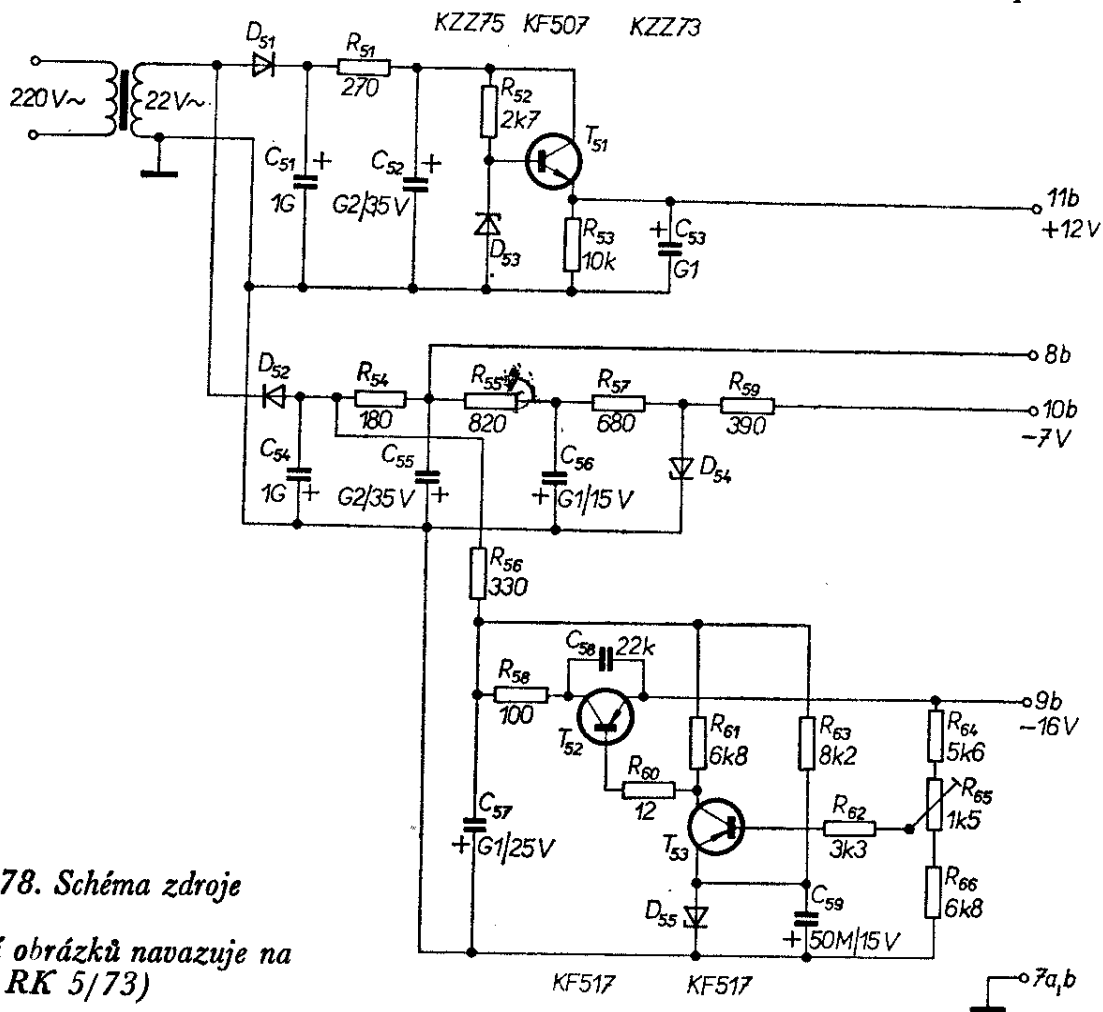 KZZ75 KF507 KZZ73
D51
R51
270
220V~
22V~
R52
2k7
T51
C51
+
1G
C52
+
G2/35V
D53
R53
10k
+
C53
G1
11b
+12V
8b
D52
R54
180
R55
820
R57
680
R59
390
10b
-7V
C54
1G +
C55
G2/35V +
C56
+ G1/15V
D54
R56
330
C58 22k
R58
100
T52
R60
12
R61
6k8
R63
8k2
9b
-16V
R64
5k6
R65
1k5
R62
3k3
T53
C57
+ G1/25V
R66
6k8
D55
C59
+ 50M/15V
KF517 KF517
7a,b
78. Schéma zdroje
obrázků navazuje na
RK 5/73)